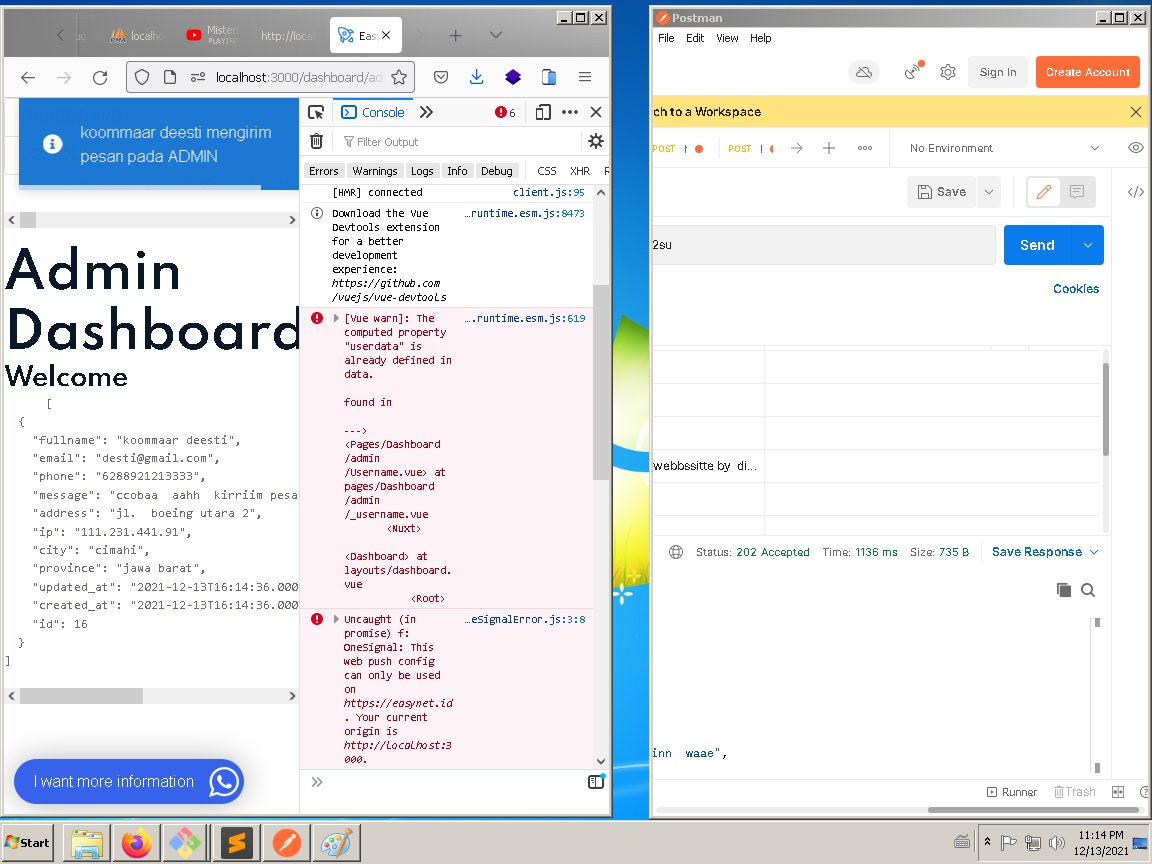 localho
Misteri
PLAYING
http://local
Eas
localhost:3000/dashboard/ad
koommaar deesti mengirim
pesan pada ADMIN
Admin
Dashboard
Welcome
[
{
"fullname": "koommaar deesti",
"email": "desti@gmail.com",
"phone": "6288921213333",
"message": "ccobaa  aahh  kirriim pesa
"address": "jl.  boeing utara 2",
"ip": "111.231.441.91",
"city": "cimahi",
"province": "jawa barat",
"updated_at": "2021-12-13T16:14:36.000
"created_at": "2021-12-13T16:14:36.000
"id": 16
}
]
I want more information
Console
6
Filter Output
Errors Warnings Logs Info Debug CSS XHR R
[HMR] connected client.js:95
Download the Vue …runtime.esm.js:8473
Devtools extension
for a better
development
experience:
https://github.com
/vuejs/vue-devtools
[Vue warn]: The ….runtime.esm.js:619
computed property
"userdata" is
already defined in
data.
found in
--->
<Pages/Dashboard
/admin
/Username.vue> at
pages/Dashboard
/admin
/_username.vue
<Nuxt>
<Dashboard> at
layouts/dashboard.
vue
<Root>
Uncaught (in …eSignalError.js:3:8
promise) f:
OneSignal: This
web push config
can only be used
on
https://easynet.id
. Your current
origin is
http://localhost:3
000.
Postman
File Edit View Help
Sign In Create Account
ch to a Workspace
POST POST No Environment
Save
2su Send
Cookies
webbssitte by  di...
Status: 202 Accepted Time: 1136 ms Size: 735 B Save Response
inn  waae",
Runner Trash
Start
11:14 PM
12/13/2021